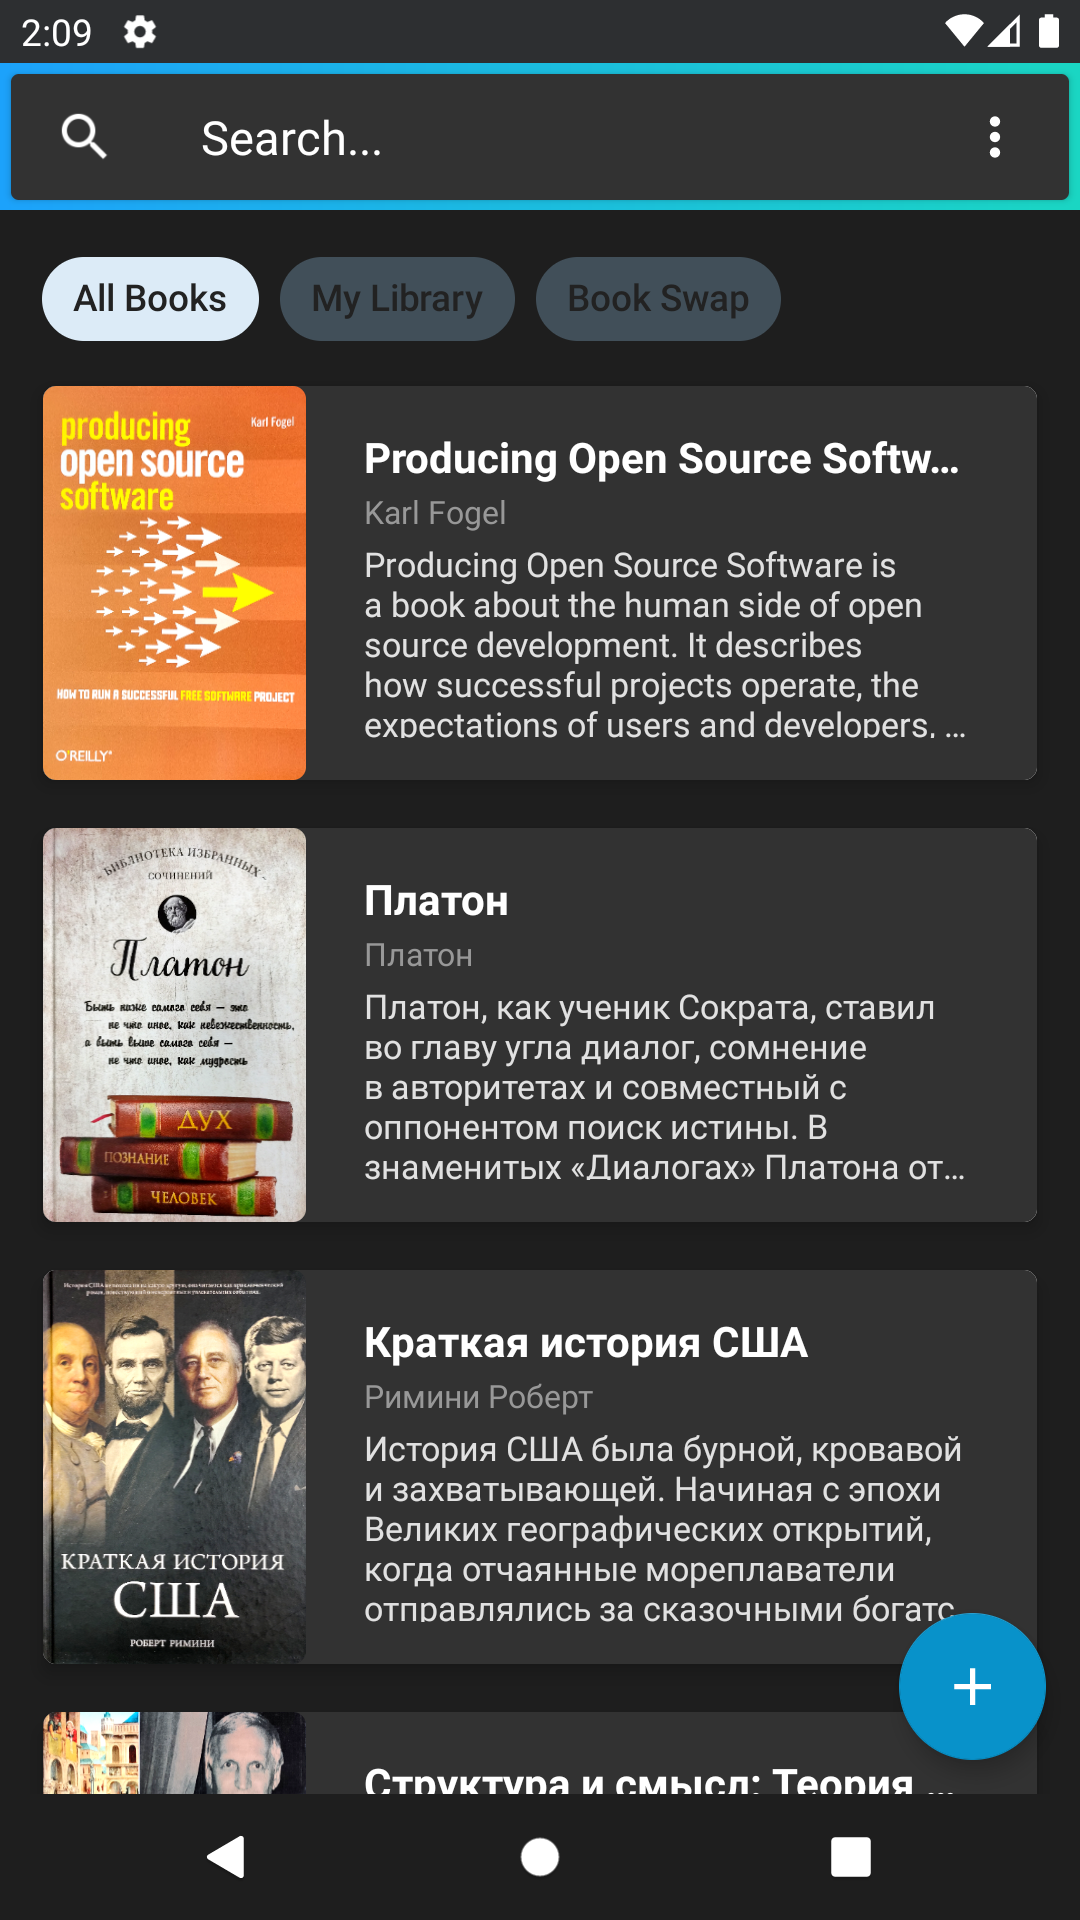 2:09
Search...
All Books
My Library
Book Swap
producing
Karl Fogel
open source
software
HOW TO RUN A SUCCESSFUL FREE SOFTWARE PROJECT
O'REILLY®
Producing Open Source Softw...
Karl Fogel
Producing Open Source Software is
a book about the human side of open
source development. It describes
how successful projects operate, the
expectations of users and developers, ...
- БИБЛИОТЕКА ИЗБРАННЫХ -
СОЧИНЕНИЙ
Платон
Быть ниже самого себя — это
не что иное, как невежественность,
а быть выше самого себя —
не что иное, как мудрость
ДУХ
ПОЗНАНИЕ
ЧЕЛОВЕК
Платон
Платон
Платон, как ученик Сократа, ставил
во главу угла диалог, сомнение
в авторитетах и совместный с
оппонентом поиск истины. В
знаменитых «Диалогах» Платона от...
КРАТКАЯ ИСТОРИЯ
США
РОБЕРТ РИМИНИ
Краткая история США
Римини Роберт
История США была бурной, кровавой
и захватывающей. Начиная с эпохи
Великих географических открытий,
когда отчаянные мореплаватели
отправлялись за сказочными богатс
Структура и смысл: Теория ...